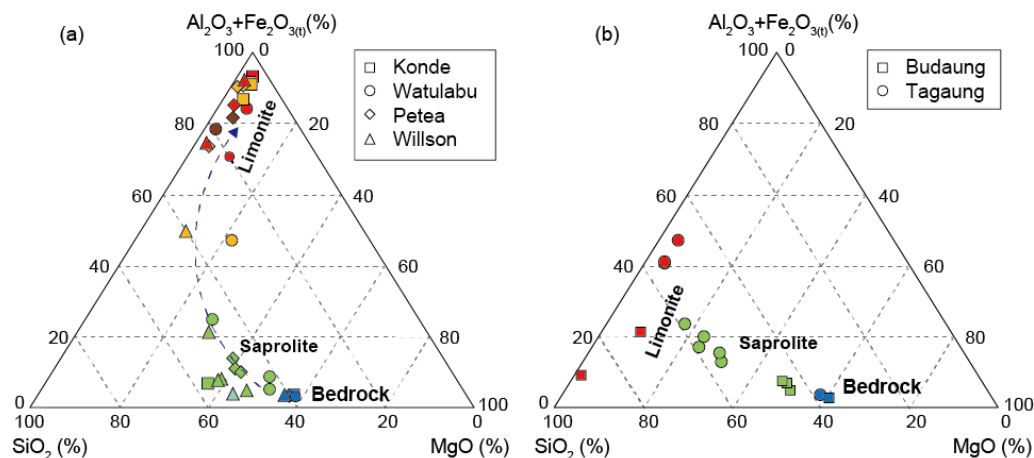 (a)
Al₂O₃+Fe₂O₃₍ₜ₎(%)
100 0
Konde
Watulabu
Petea
Willson
80 20
Limonite
60 40
40 60
20 80
Saprolite
Bedrock
0 100
100 80 60 40 20 0
SiO₂ (%) MgO (%)
(b)
Al₂O₃+Fe₂O₃₍ₜ₎(%)
100 0
Budaung
Tagaung
80 20
60 40
40 60
Limonite
20 80
Saprolite
Bedrock
0 100
100 80 60 40 20 0
SiO₂ (%) MgO (%)